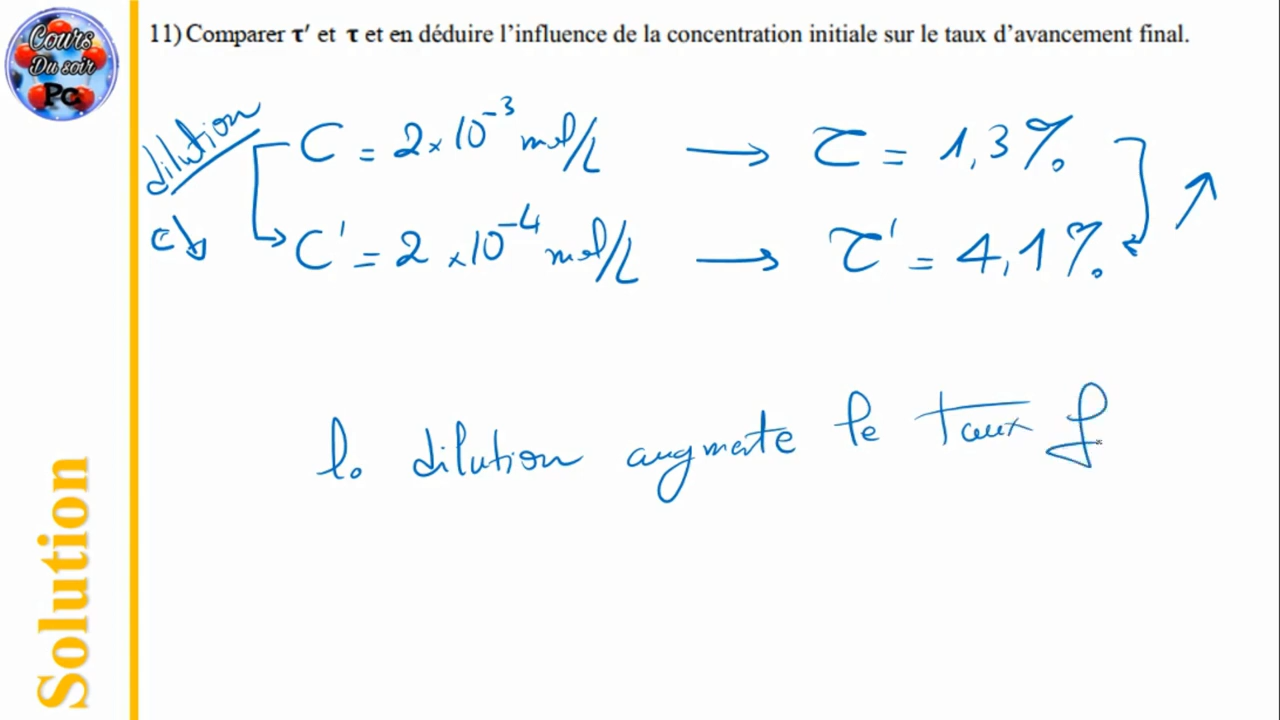 Cours
Du soir
PC
11) Comparer τ′ et τ et en déduire l’influence de la concentration initiale sur le taux d’avancement final.
dilution
C = 2×10⁻³ mol/L → τ = 1,3%
C↘
C' = 2×10⁻⁴ mol/L → τ' = 4,1%
la dilution augmente le taux f
Solution